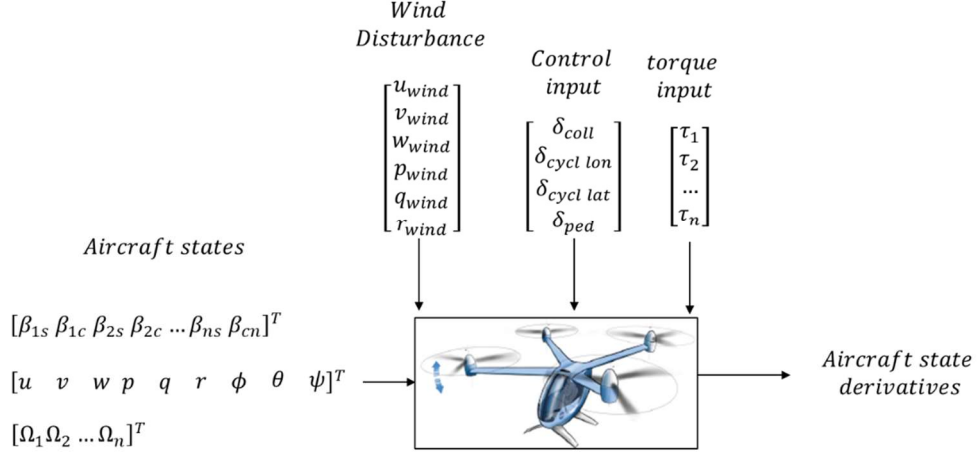 Wind
Disturbance
[u_wind
v_wind
w_wind
p_wind
q_wind
r_wind]
Control
input
[δ_coll
δ_cycl lon
δ_cycl lat
δ_ped]
torque
input
[τ_1
τ_2
...
τ_n]
Aircraft states
[β_1s β_1c β_2s β_2c ... β_ns β_cn]^T
[u v w p q r ϕ θ ψ]^T
[Ω_1 Ω_2 ... Ω_n]^T
Aircraft state
derivatives